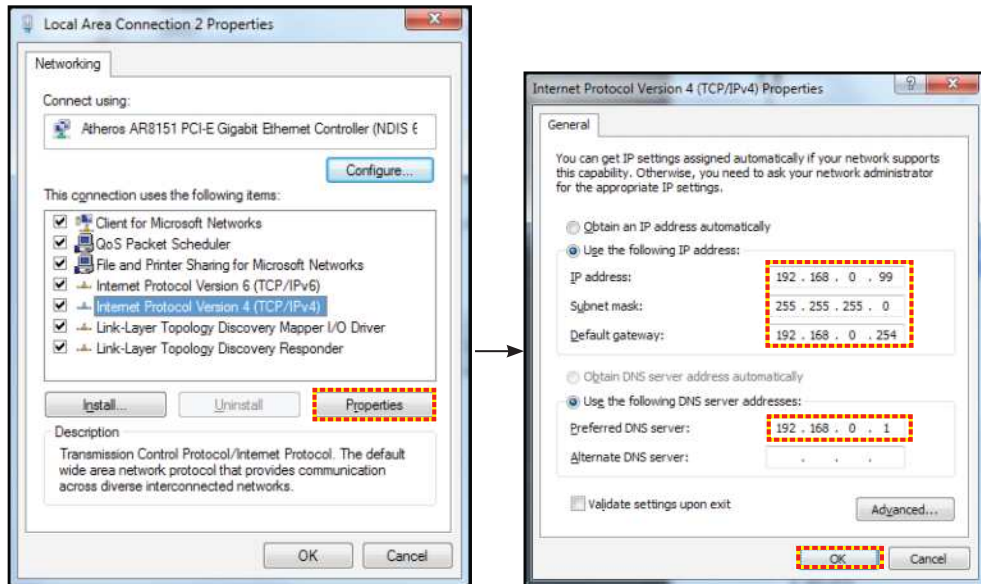 Local Area Connection 2 Properties
Networking
Connect using:
Atheros AR8151 PCI-E Gigabit Ethernet Controller (NDIS 6
Configure...
This connection uses the following items:
Client for Microsoft Networks
QoS Packet Scheduler
File and Printer Sharing for Microsoft Networks
Internet Protocol Version 6 (TCP/IPv6)
Internet Protocol Version 4 (TCP/IPv4)
Link-Layer Topology Discovery Mapper I/O Driver
Link-Layer Topology Discovery Responder
Install...
Uninstall
Properties
Description
Transmission Control Protocol/Internet Protocol. The default
wide area network protocol that provides communication
across diverse interconnected networks.
OK
Cancel
Internet Protocol Version 4 (TCP/IPv4) Properties
General
You can get IP settings assigned automatically if your network supports
this capability. Otherwise, you need to ask your network administrator
for the appropriate IP settings.
Obtain an IP address automatically
Use the following IP address:
IP address: 192 . 168 . 0 . 99
Subnet mask: 255 . 255 . 255 . 0
Default gateway: 192 . 168 . 0 . 254
Obtain DNS server address automatically
Use the following DNS server addresses:
Preferred DNS server: 192 . 168 . 0 . 1
Alternate DNS server: . . .
Validate settings upon exit
Advanced...
OK
Cancel